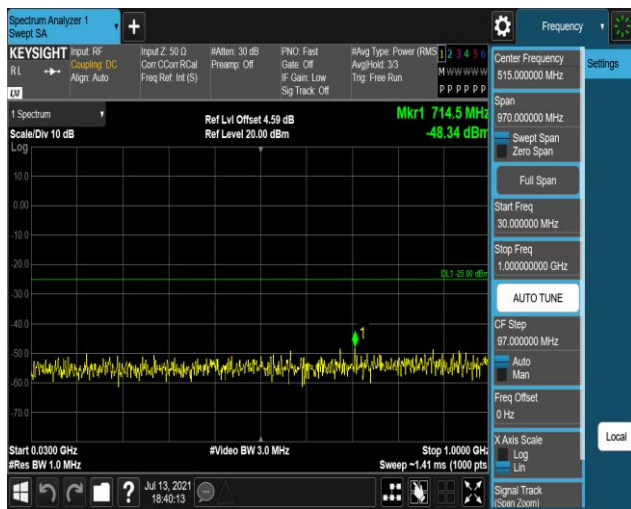 Spectrum Analyzer 1
Swept SA
+
Frequency
KEYSIGHT
RL
LXI
Input: RF
Coupling: DC
Align: Auto
Input Z: 50 Ω
Corr CCorr RCal
Freq Ref: Int (S)
#Atten: 30 dB
Preamp: Off
PNO: Fast
Gate: Off
IF Gain: Low
Sig Track: Off
#Avg Type: Power (RMS
Avg|Hold: 3/3
Trig: Free Run
1 2 3 4 5 6
M W W W W W
P P P P P P
1 Spectrum
Scale/Div 10 dB
Log
Ref Lvl Offset 4.59 dB
Ref Level 20.00 dBm
Mkr1 714.5 MHz
-48.34 dBm
10.0
0.00
-10.0
-20.0
-30.0
-40.0
-50.0
-60.0
-70.0
DL1 -25.00 dBm
1
Start 0.0300 GHz
#Res BW 1.0 MHz
#Video BW 3.0 MHz
Stop 1.0000 GHz
Sweep ~1.41 ms (1000 pts
?
Jul 13, 2021
18:40:13
Center Frequency
515.000000 MHz
Span
970.000000 MHz
Swept Span
Zero Span
Full Span
Start Freq
30.000000 MHz
Stop Freq
1.000000000 GHz
AUTO TUNE
CF Step
97.000000 MHz
Auto
Man
Freq Offset
0 Hz
X Axis Scale
Log
Lin
Signal Track
(Span Zoom)
Settings
Local